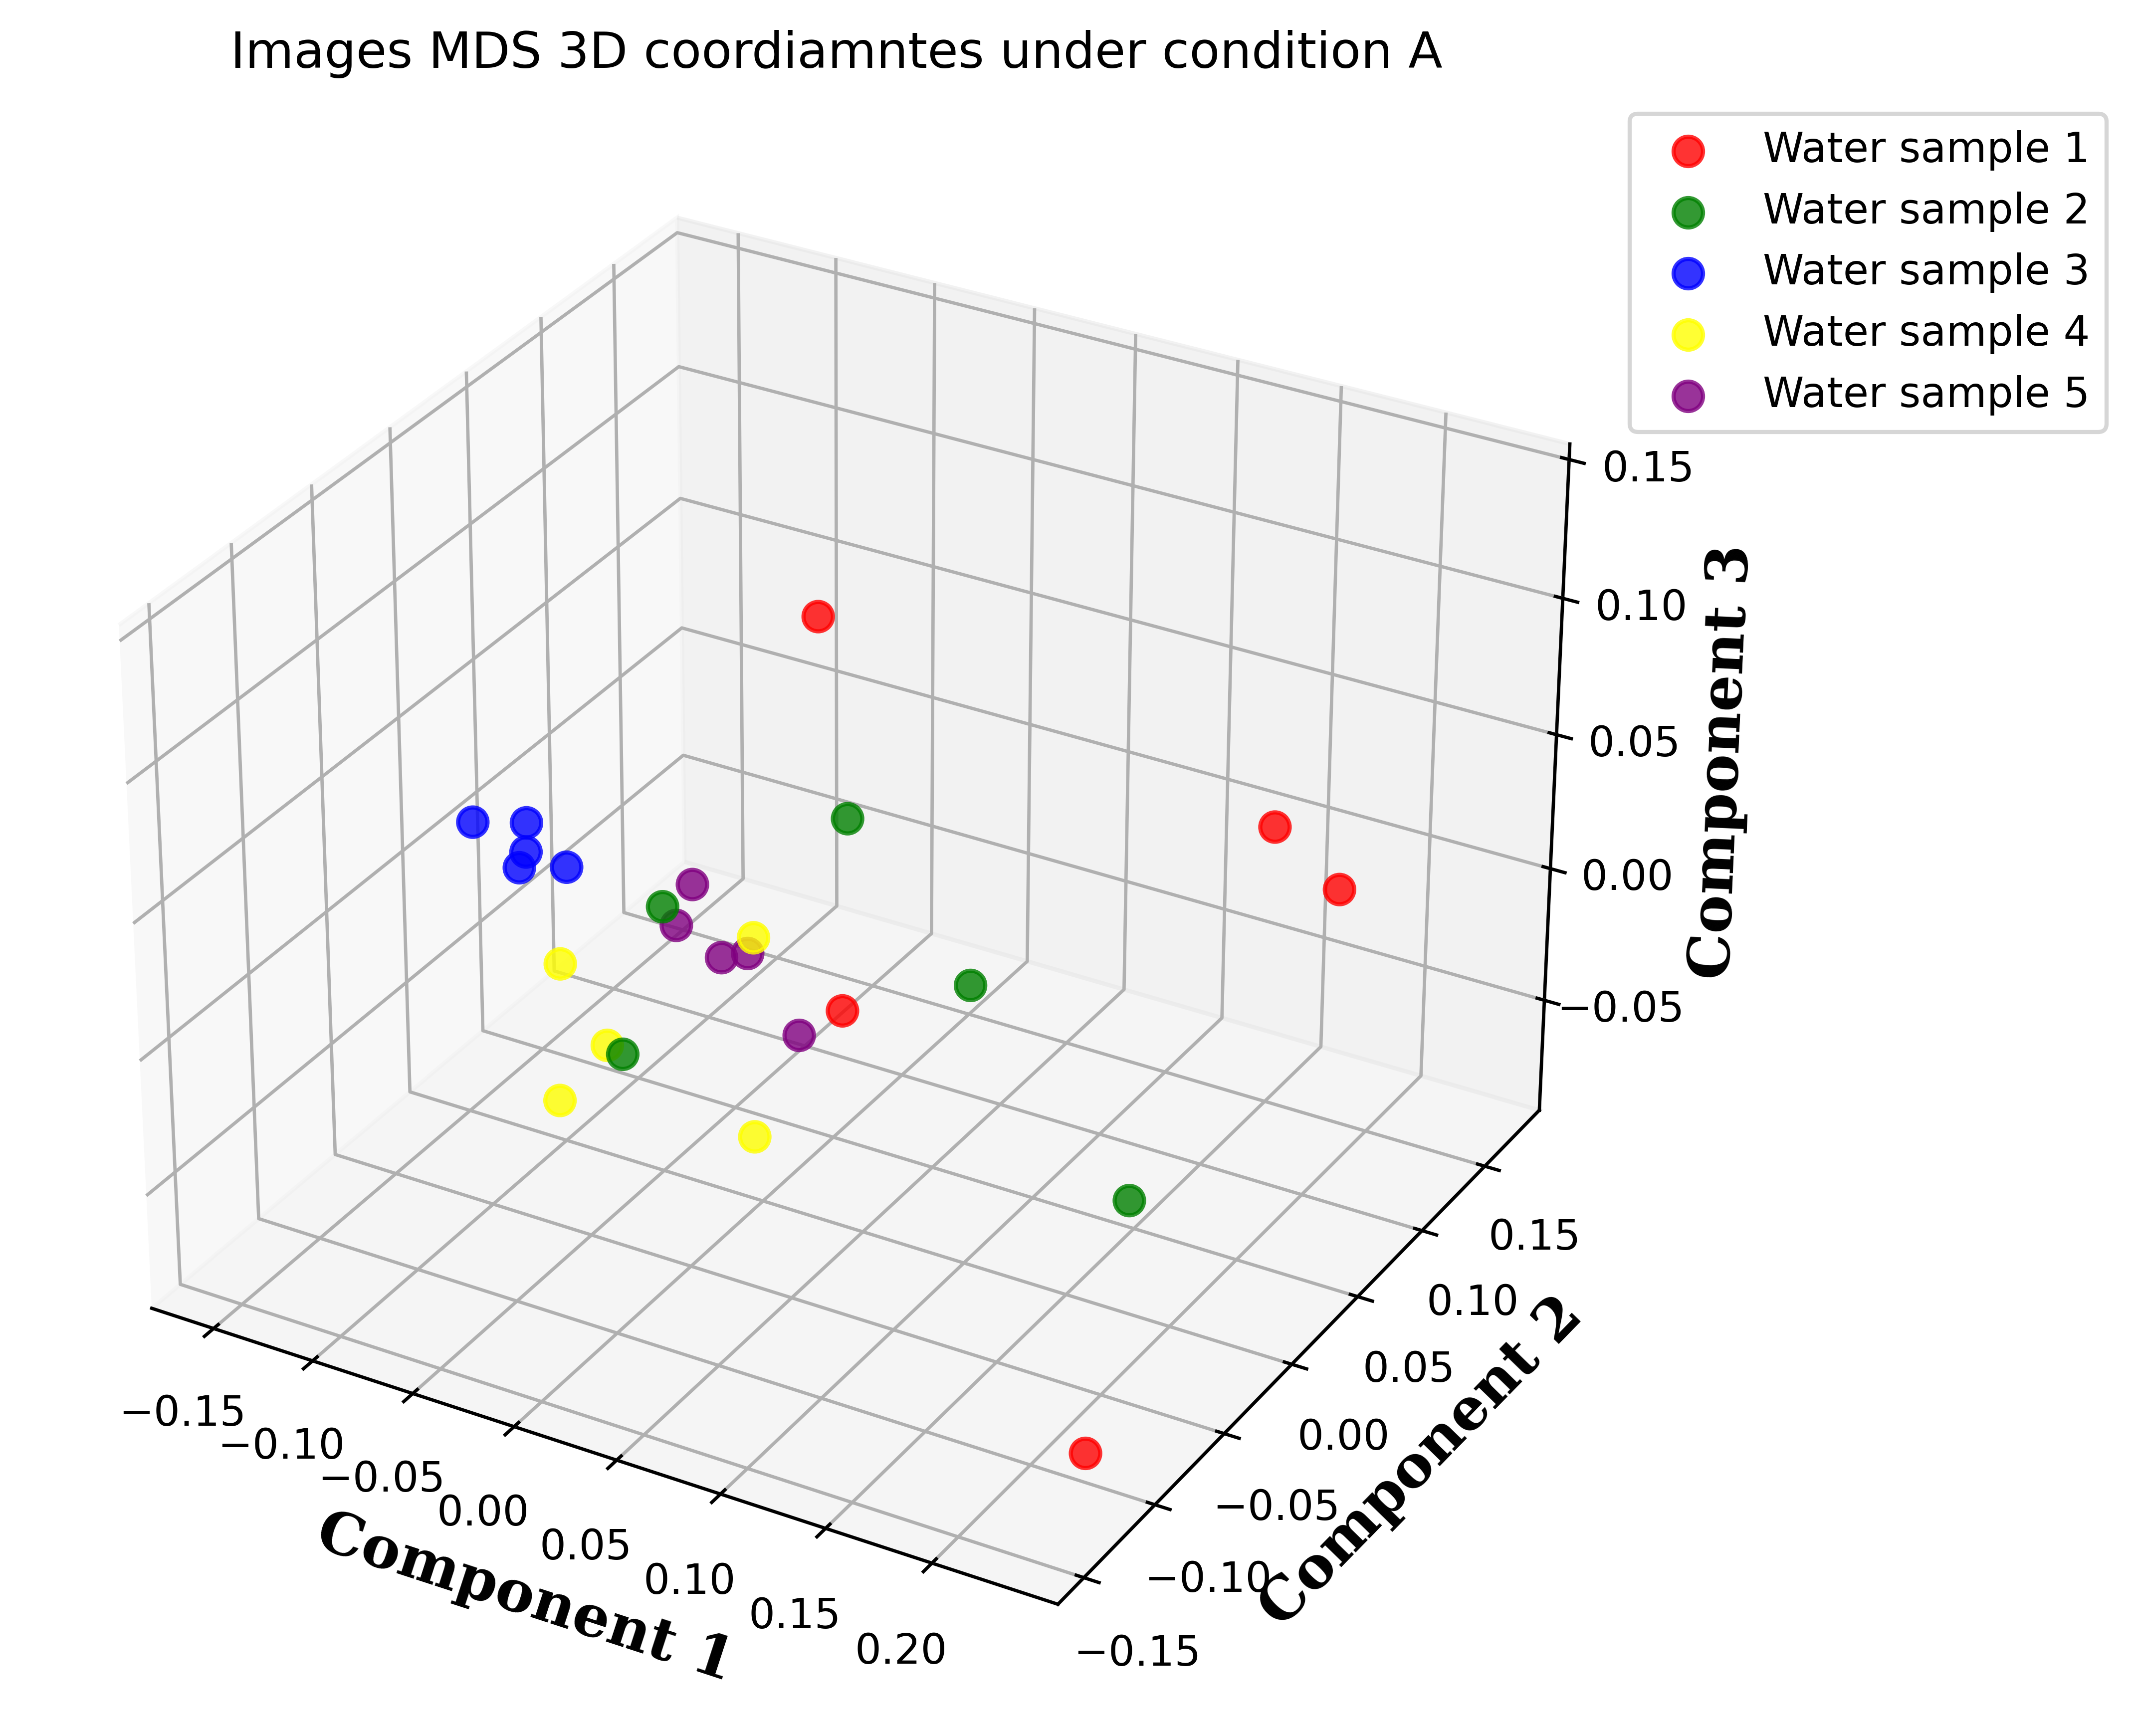 Images MDS 3D coordiamntes under condition A
Water sample 1
Water sample 2
Water sample 3
Water sample 4
Water sample 5
0.15
0.10
0.05
0.00
−0.05
Component 3
0.15
0.10
0.05
0.00
−0.05
−0.10
−0.15
Component 2
−0.15
−0.10
−0.05
0.00
0.05
0.10
0.15
0.20
Component 1